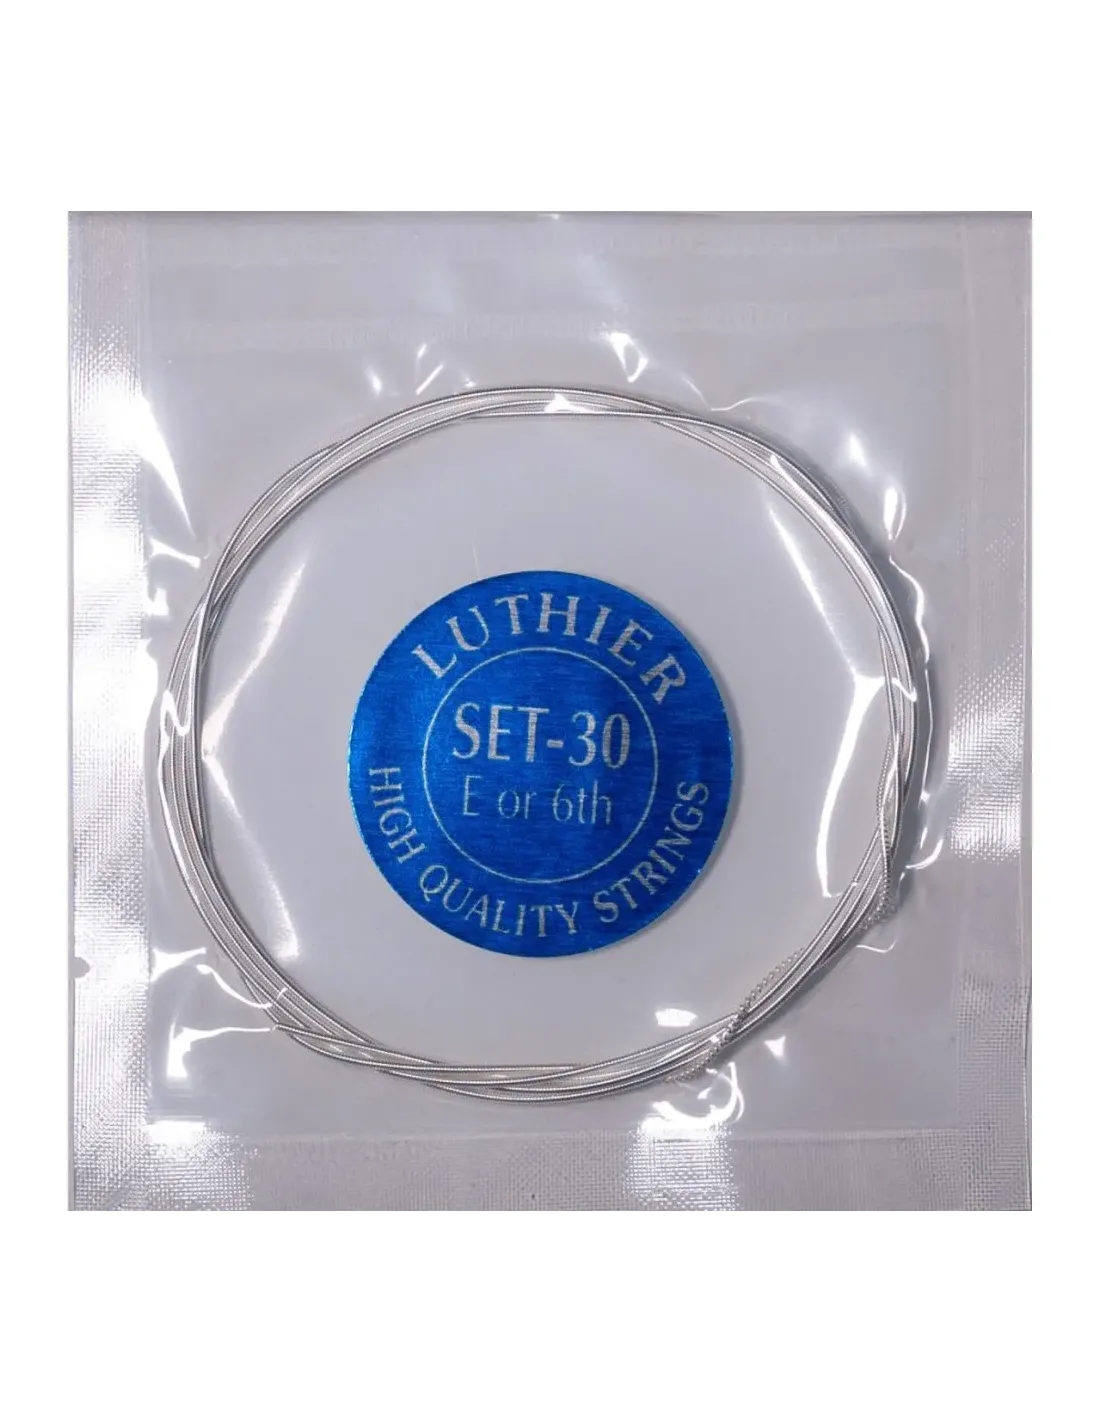 LUTHIER
SET-30
E or 6th
HIGH QUALITY STRINGS